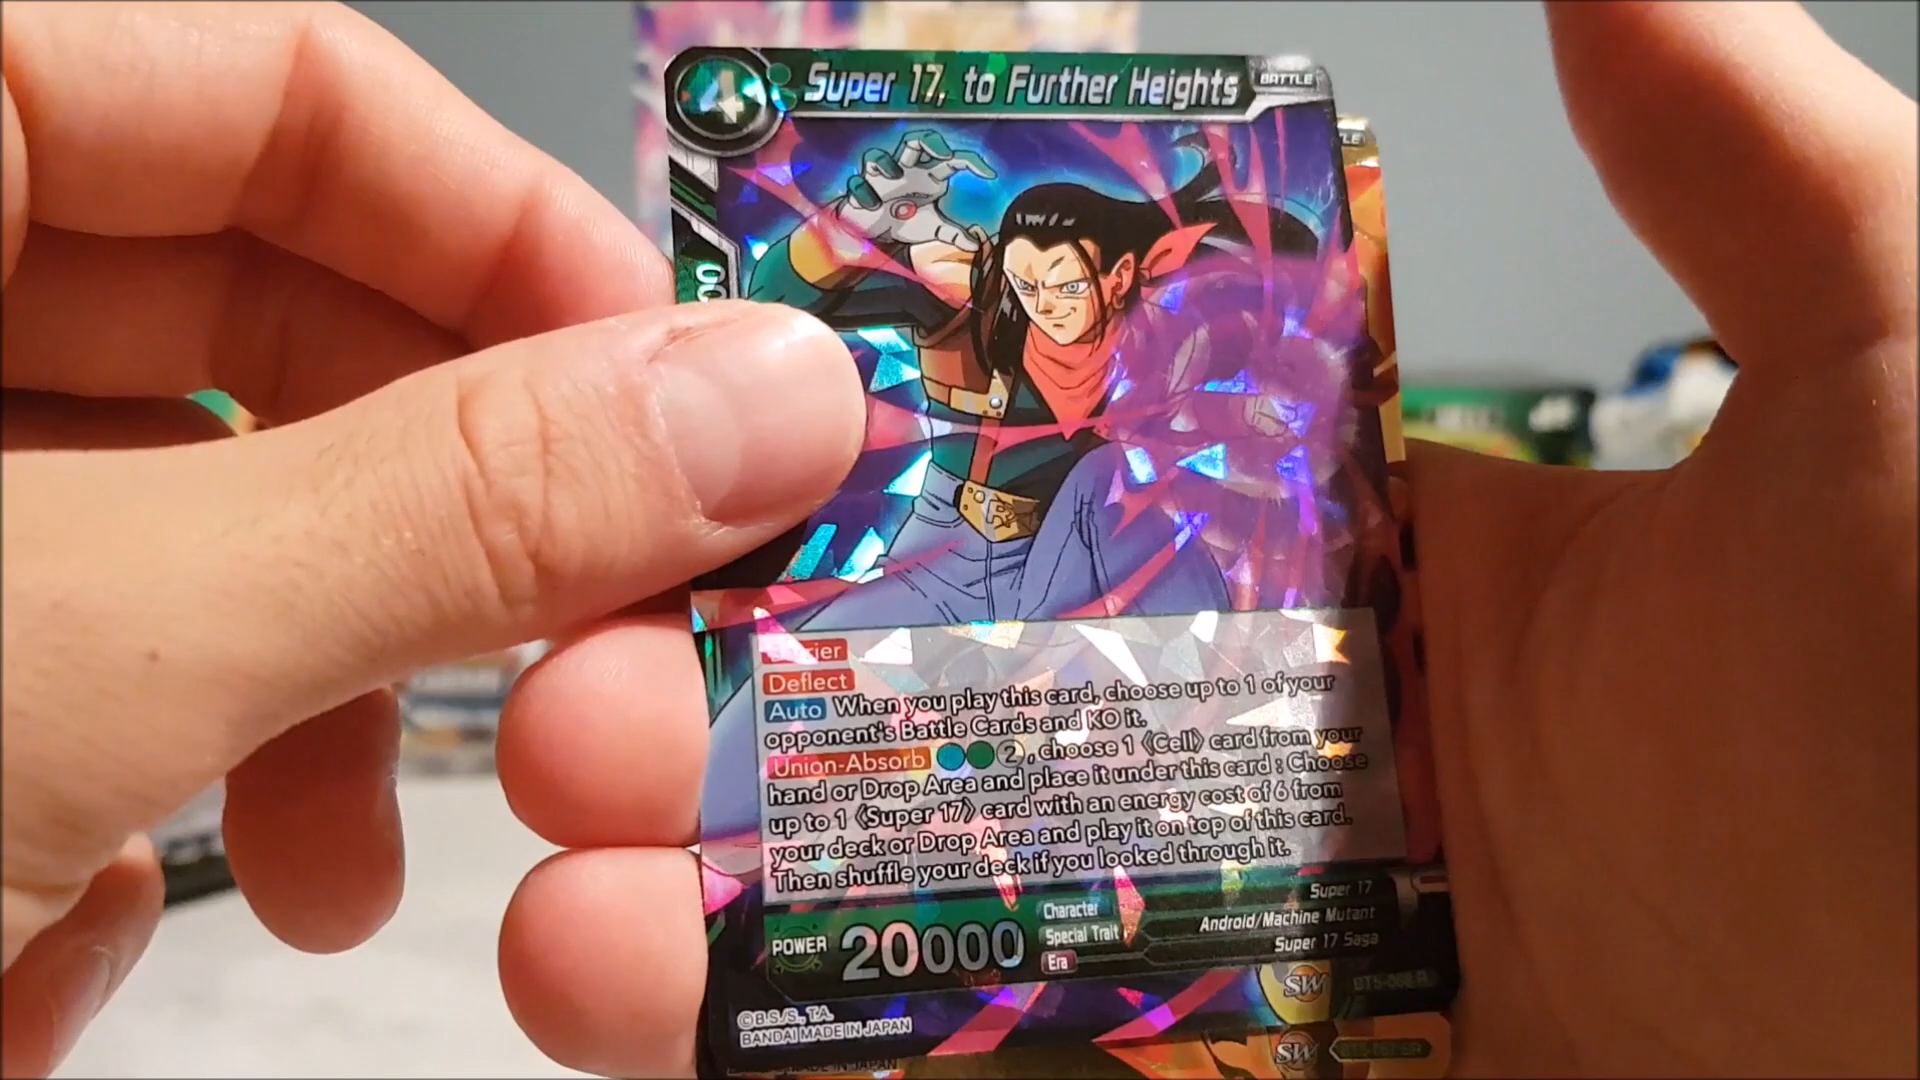 4
Super 17, to Further Heights
BATTLE
Barrier
Deflect
Auto When you play this card, choose up to 1 of your
opponent's Battle Cards and KO it.
Union-Absorb 2, choose 1 《Cell》 card from your
hand or Drop Area and place it under this card : Choose
up to 1 《Super 17》 card with an energy cost of 6 from
your deck or Drop Area and play it on top of this card.
Then shuffle your deck if you looked through it.
POWER 20000
Character Super 17
Special Trait Android/Machine Mutant
Era Super 17 Saga
SW
©B.S./S., T.A.
BANDAI MADE IN JAPAN
SW